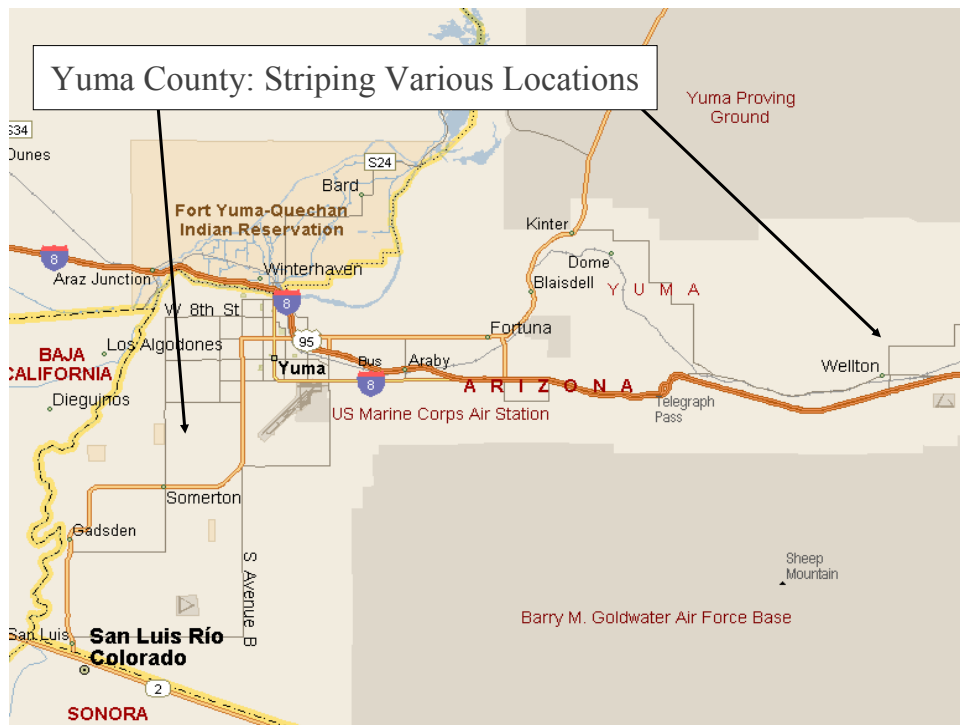 Yuma County: Striping Various Locations
Yuma Proving
Ground
S34
Dunes
S24
Bard
Fort Yuma-Quechan
Indian Reservation
Kinter
8
Araz Junction
Winterhaven
Dome
Blaisdell
Y U M A
8
W 8th St
95
Fortuna
Los Algodones
BAJA
CALIFORNIA
Yuma
Bus
8
Araby
Wellton
A R I Z O N A
Dieguinos
US Marine Corps Air Station
Telegraph
Pass
Somerton
Gadsden
S Avenue B
Sheep
Mountain
Barry M. Goldwater Air Force Base
San Luis
San Luis Río
Colorado
2
SONORA